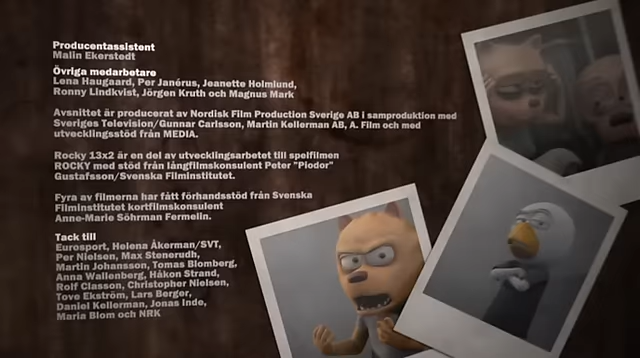 Producentassistent
Malin Ekerstedt
Övriga medarbetare
Lena Haugaard, Per Janérus, Jeanette Holmlund,
Ronny Lindkvist, Jörgen Kruth och Magnus Mark
Avsnittet är producerat av Nordisk Film Production Sverige AB i samproduktion med
Sveriges Television/Gunnar Carlsson, Martin Kellerman AB, A. Film och med
utvecklingsstöd från MEDIA.
Rocky 13x2 är en del av utvecklingsarbetet till spelfilmen
ROCKY med stöd från långfilmskonsulent Peter "Piodor"
Gustafsson/Svenska Filminstitutet.
Fyra av filmerna har fått förhandsstöd från Svenska
Filminstitutet kortfilmskonsulent
Anne-Marie Söhrman Fermelin.
Tack till
Eurosport, Helena Åkerman/SVT,
Per Nielsen, Max Stenerudh,
Martin Johansson, Tomas Blomberg,
Anna Wallenberg, Håkon Strand,
Rolf Classon, Christopher Nielsen,
Tove Ekström, Lars Berger,
Daniel Kellerman, Jonas Inde,
Maria Blom och NRK